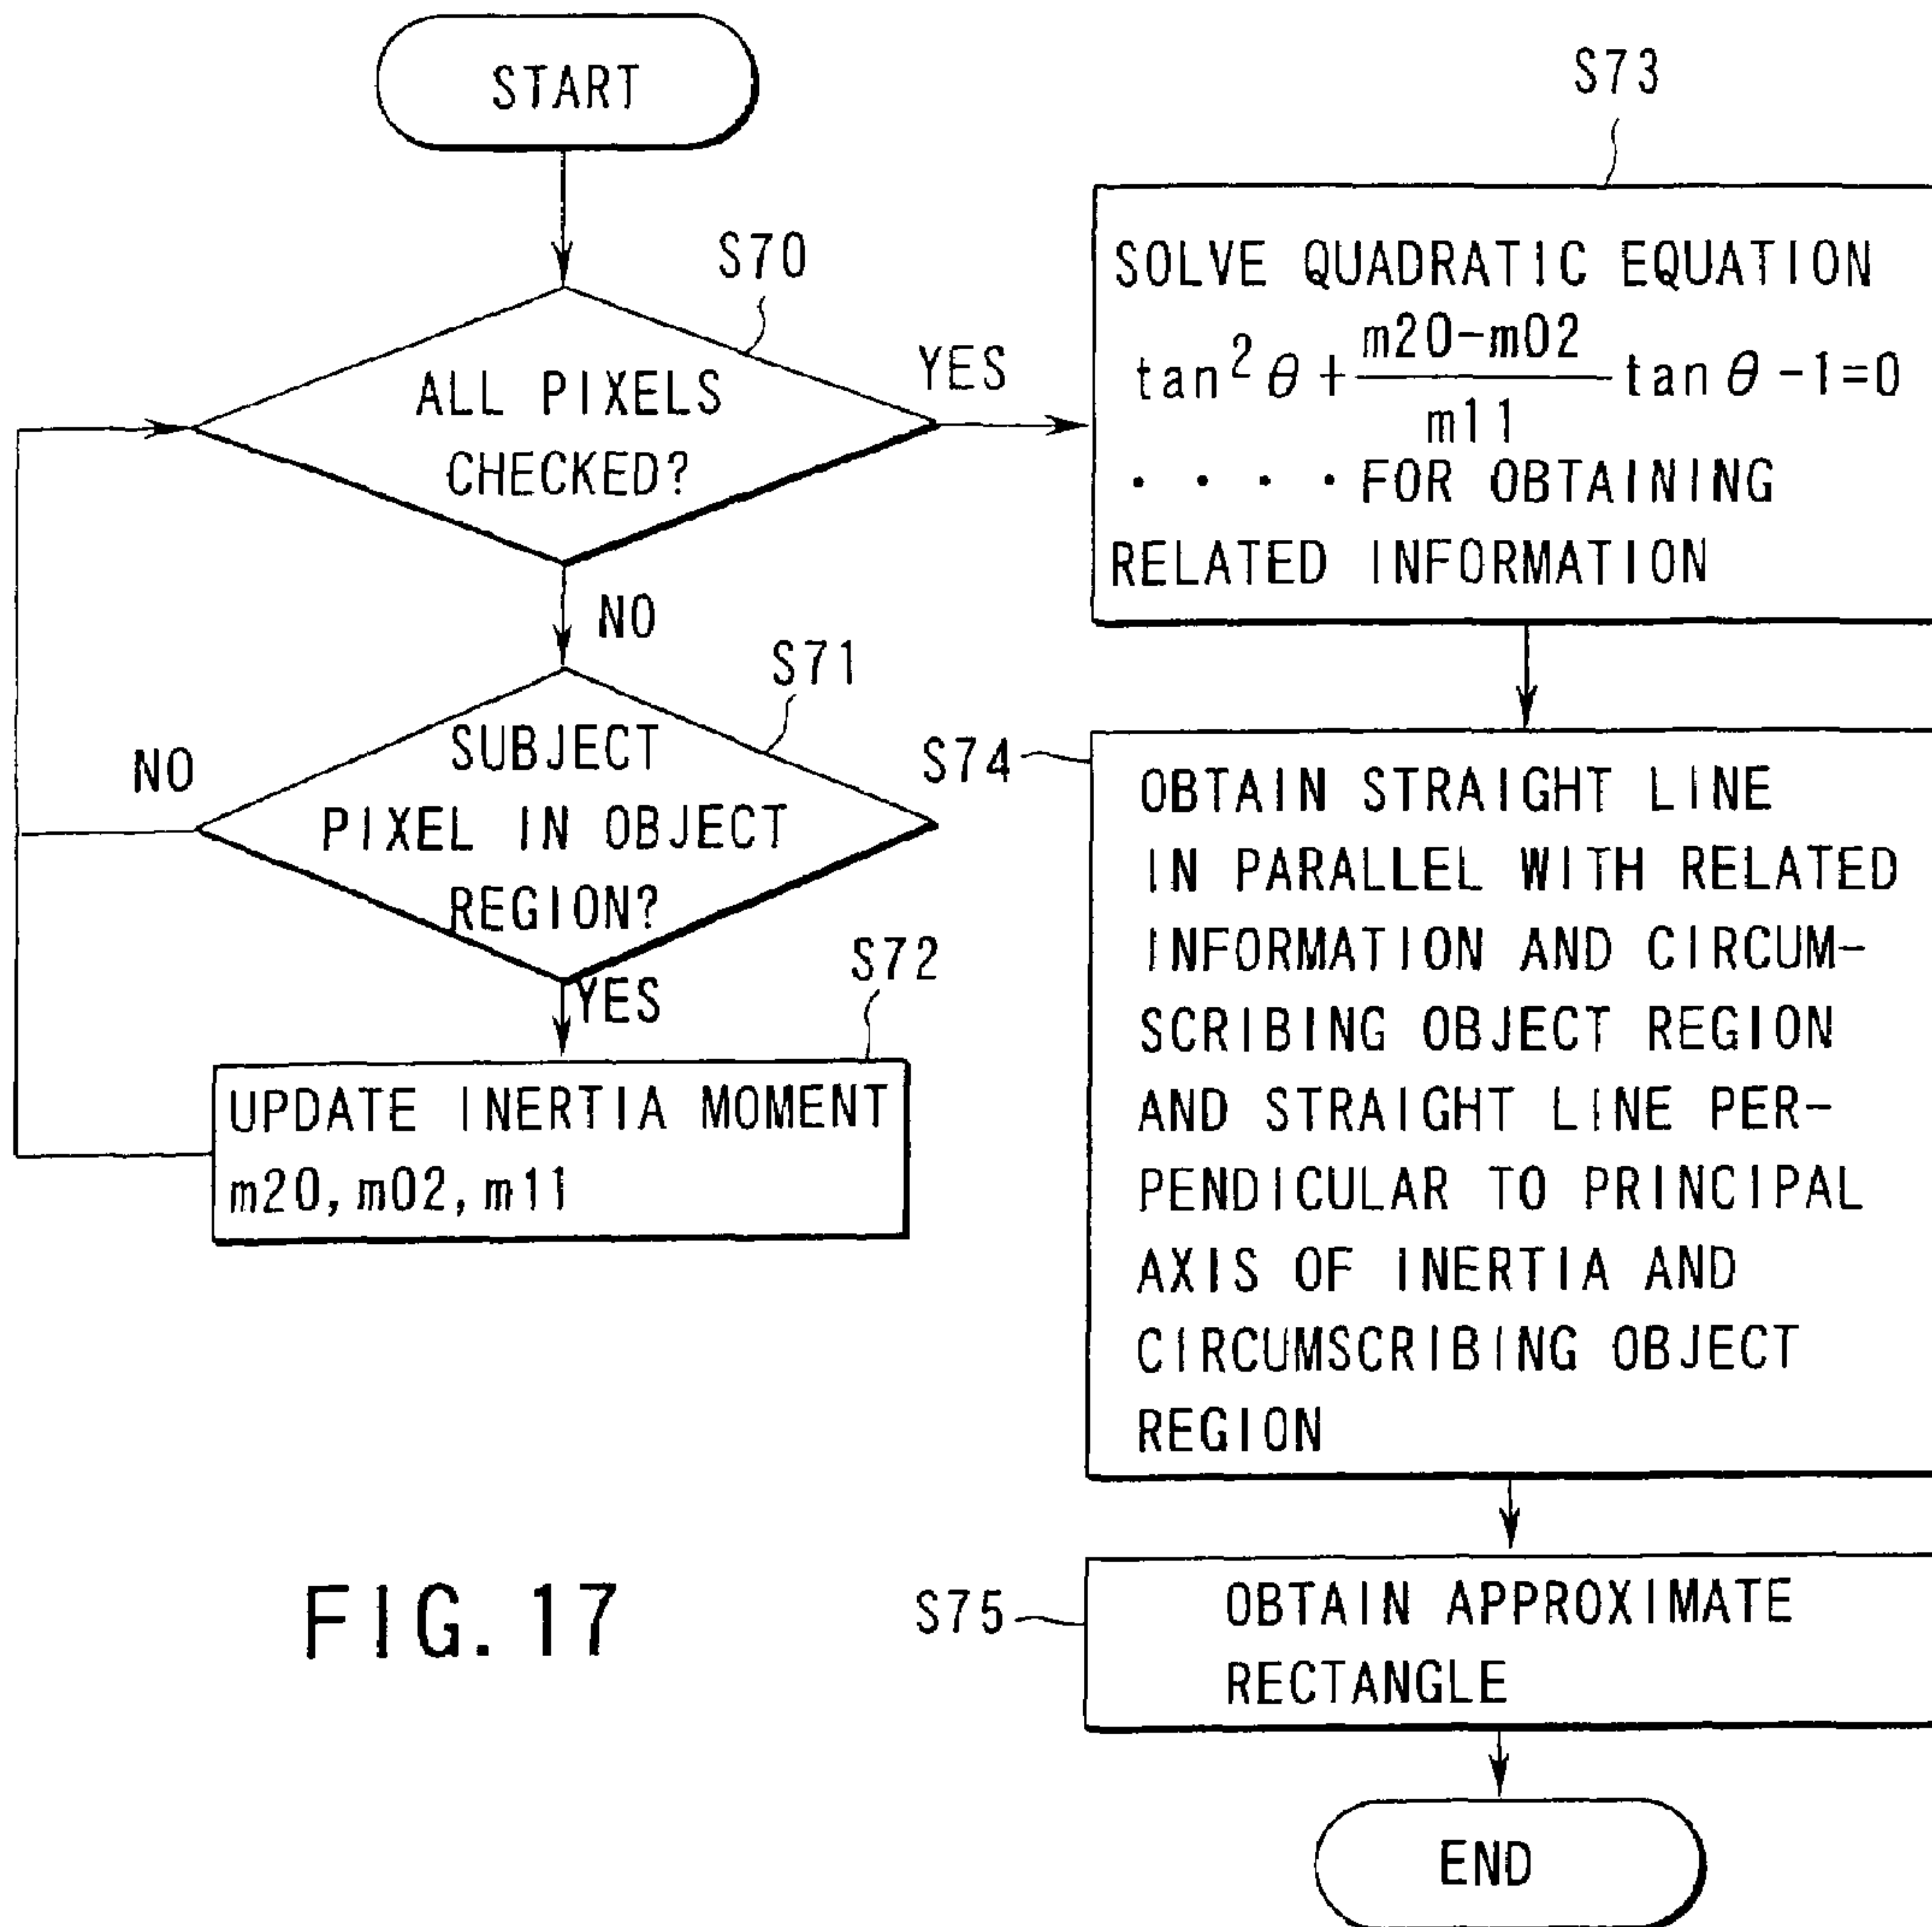 START
S70
ALL PIXELS
CHECKED?
YES
NO
S71
SUBJECT
PIXEL IN OBJECT
REGION?
NO
YES
S72
UPDATE INERTIA MOMENT
m20, m02, m11
S73
SOLVE QUADRATIC EQUATION
tan² θ + (m20-m02)/m11 tan θ -1=0
・・・・FOR OBTAINING
RELATED INFORMATION
S74
OBTAIN STRAIGHT LINE
IN PARALLEL WITH RELATED
INFORMATION AND CIRCUM-
SCRIBING OBJECT REGION
AND STRAIGHT LINE PER-
PENDICULAR TO PRINCIPAL
AXIS OF INERTIA AND
CIRCUMSCRIBING OBJECT
REGION
S75
OBTAIN APPROXIMATE
RECTANGLE
END
FIG. 17